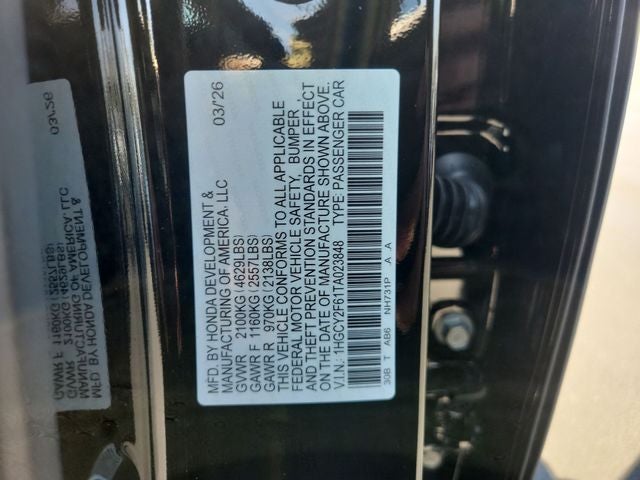 MFD. BY HONDA DEVELOPMENT & 03/26
MANUFACTURING OF AMERICA, LLC
GVWR 2100KG(4629LBS)
GAWR F 1160KG(2557LBS)
GAWR R 970KG(2138LBS)
THIS VEHICLE CONFORMS TO ALL APPLICABLE
FEDERAL MOTOR VEHICLE SAFETY, BUMPER,
AND THEFT PREVENTION STANDARDS IN EFFECT
ON THE DATE OF MANUFACTURE SHOWN ABOVE.
V.I.N.: 1HGCY2F61TA023848 TYPE: PASSENGER CAR
30B T AB6 NH731P A A